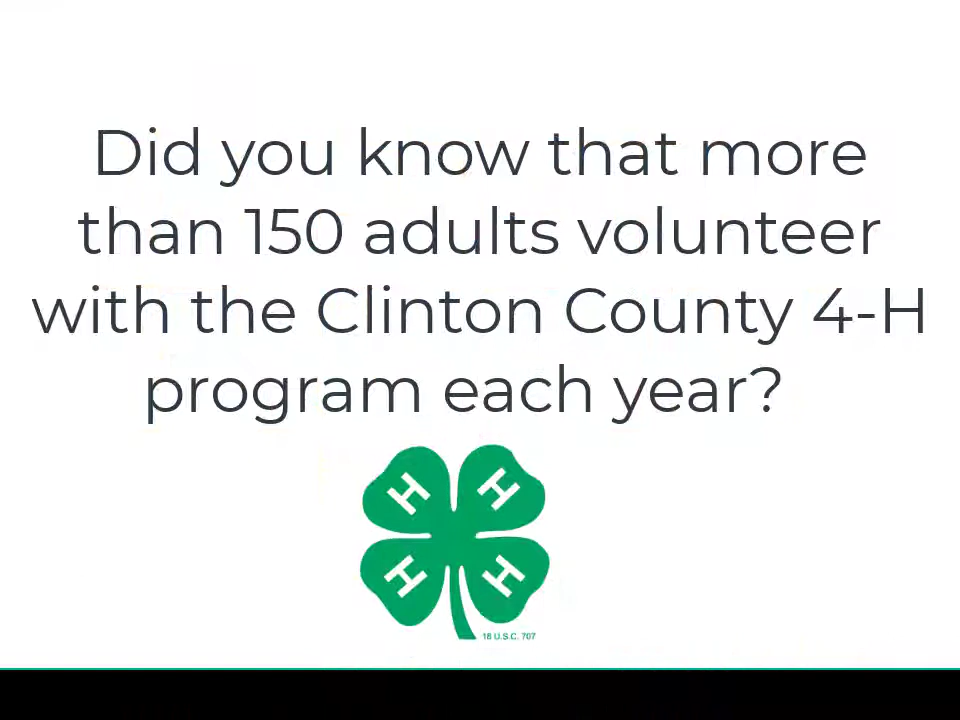 Did you know that more
than 150 adults volunteer
with the Clinton County 4-H
program each year?
H H
H H
18 U.S.C. 707